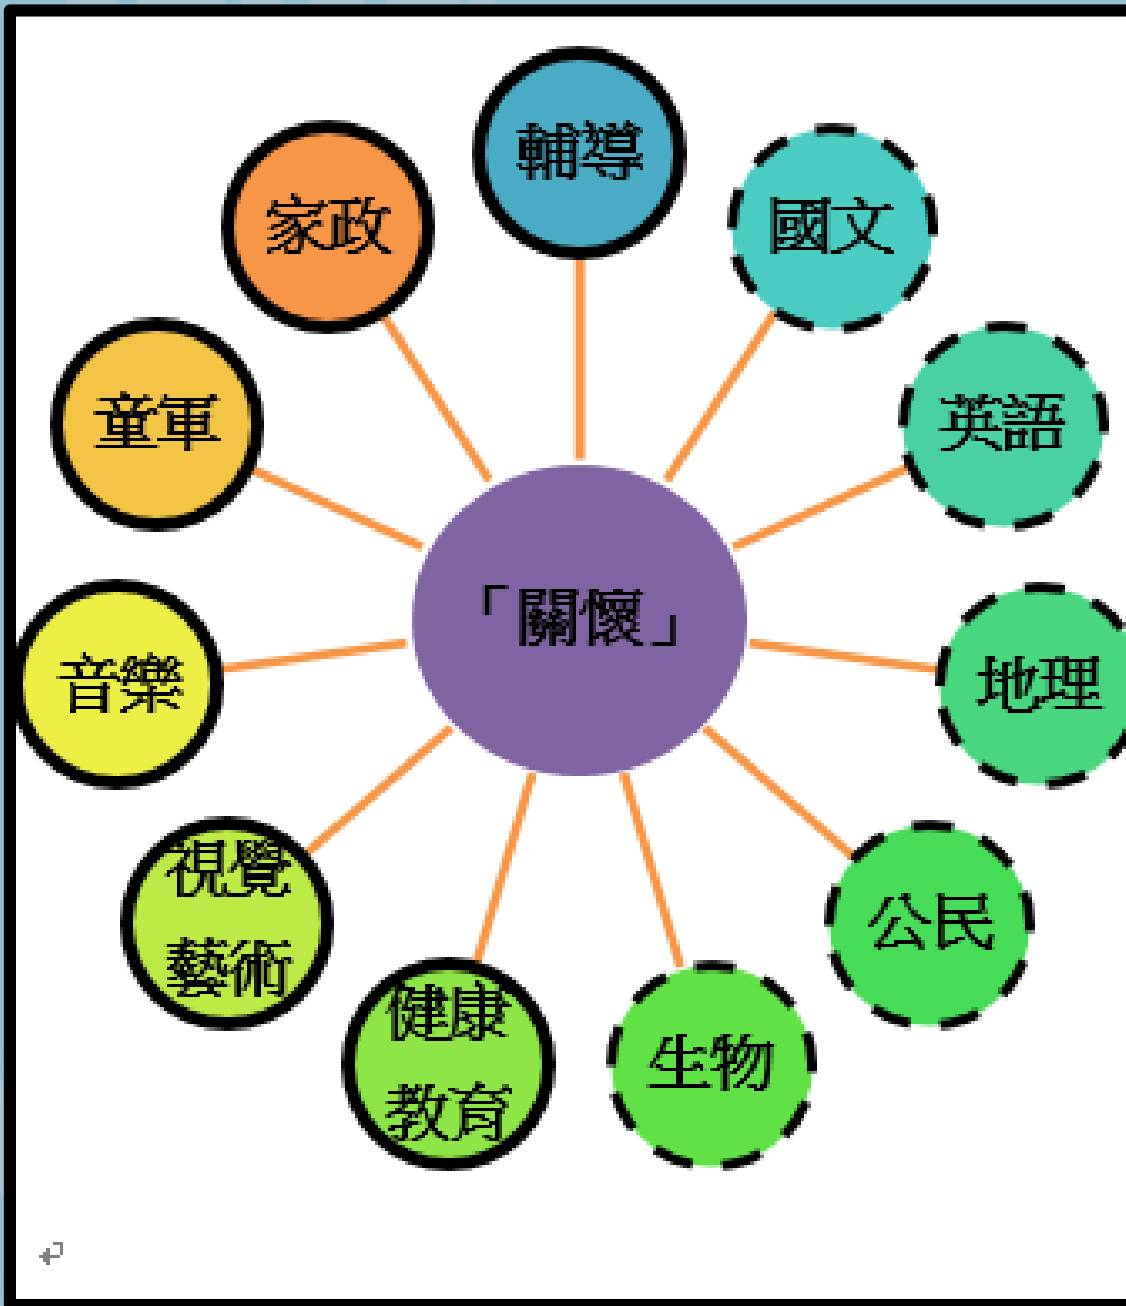 輔導
國文
英語
地理
公民
生物
健康
教育
視覺
藝術
音樂
童軍
家政
「關懷」